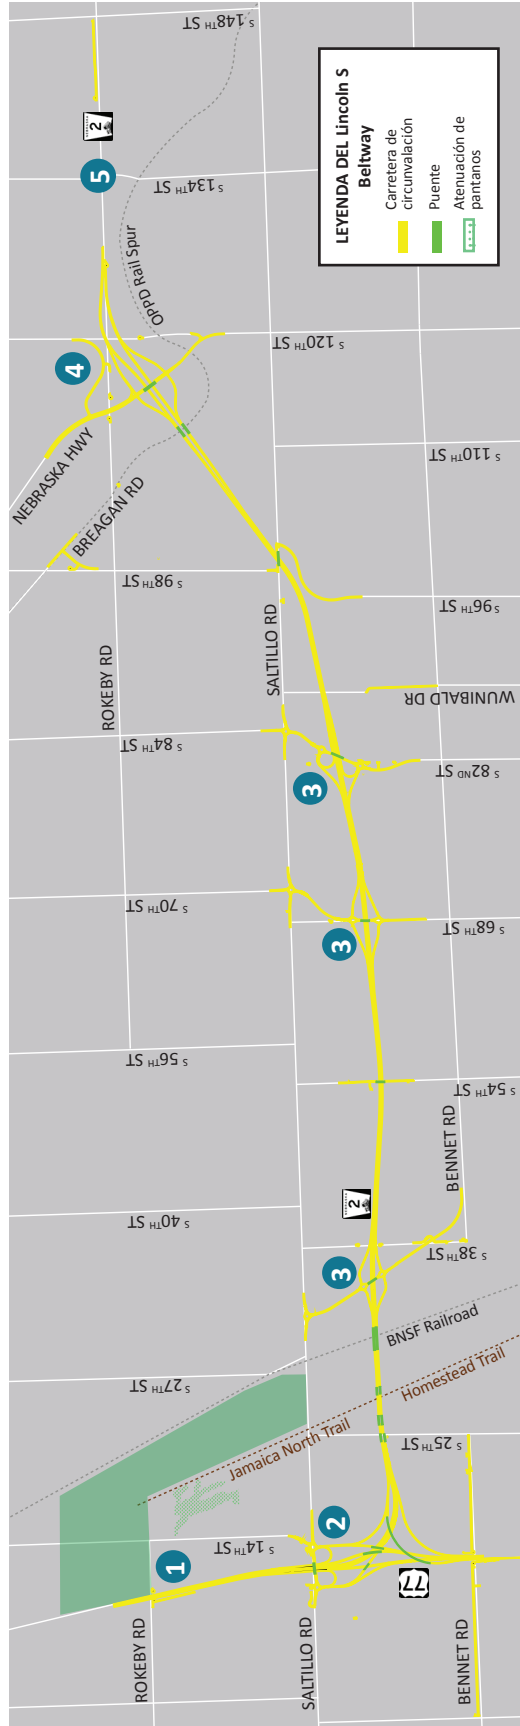 S 148TH ST
2
5
S 134TH ST
LEYENDA DEL Lincoln S
Beltway
Carretera de
circunvalación
Puente
Atenuación de
pantanos
OPPD Rail Spur
4
S 120TH ST
NEBRASKA HWY
BREAGAN RD
S 110TH ST
S 98TH ST
SALTILLO RD
S 96TH ST
ROKEBY RD
WUNIBALD DR
S 84TH ST
3
S 82ND ST
S 70TH ST
3
S 68TH ST
S 56TH ST
S 54TH ST
BENNET RD
2
S 40TH ST
3
S 38TH ST
BNSF Railroad
S 27TH ST
Homestead Trail
Jamaica North Trail
S 25TH ST
2
S 14TH ST
1
77
ROKEBY RD
SALTILLO RD
BENNET RD